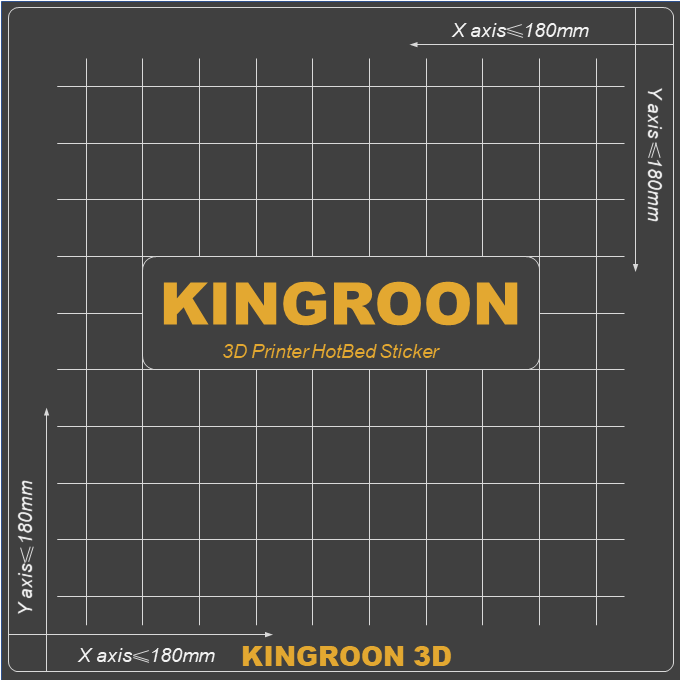 X axis⩽180mm
Y axis⩽180mm
KINGROON
3D Printer HotBed Sticker
Y axis⩽180mm
X axis⩽180mm
KINGROON 3D